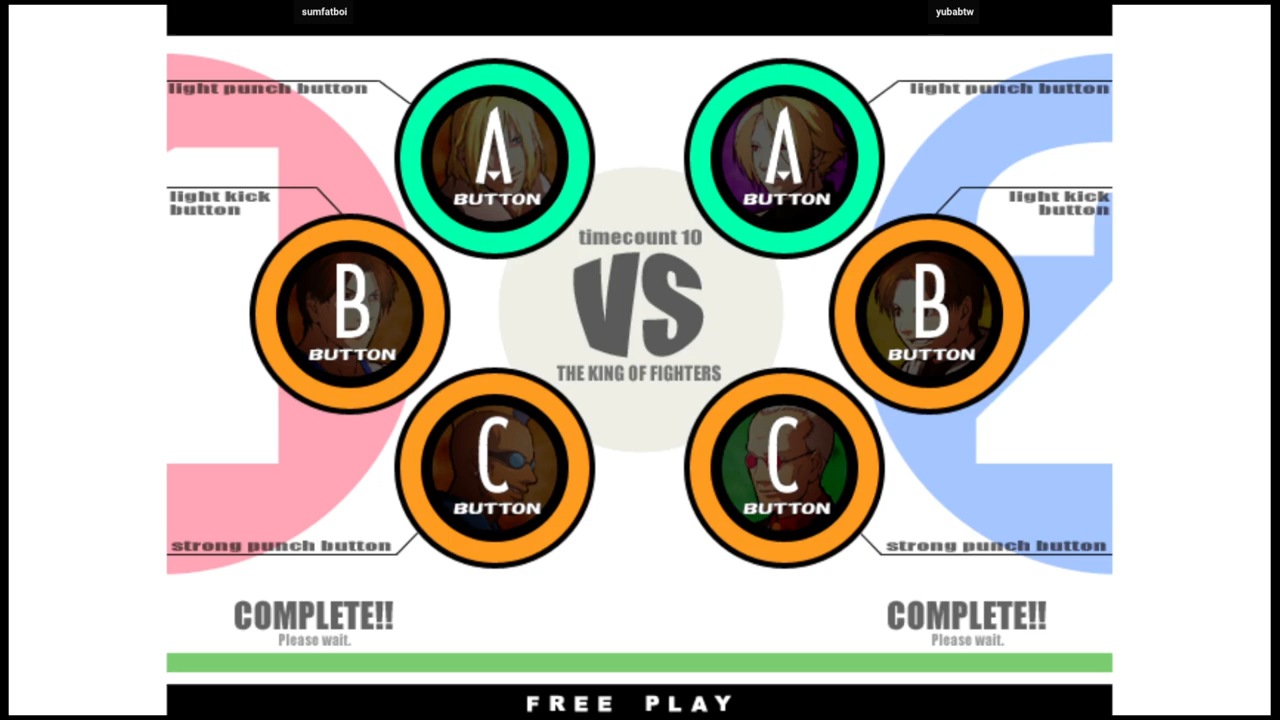 sumfatboi
yubabtw
light punch button
light punch button
A
BUTTON
A
BUTTON
light kick
button
light kick
button
timecount 10
VS
THE KING OF FIGHTERS
B
BUTTON
B
BUTTON
C
BUTTON
C
BUTTON
strong punch button
strong punch button
1
2
COMPLETE!!
Please wait.
COMPLETE!!
Please wait.
FREE PLAY